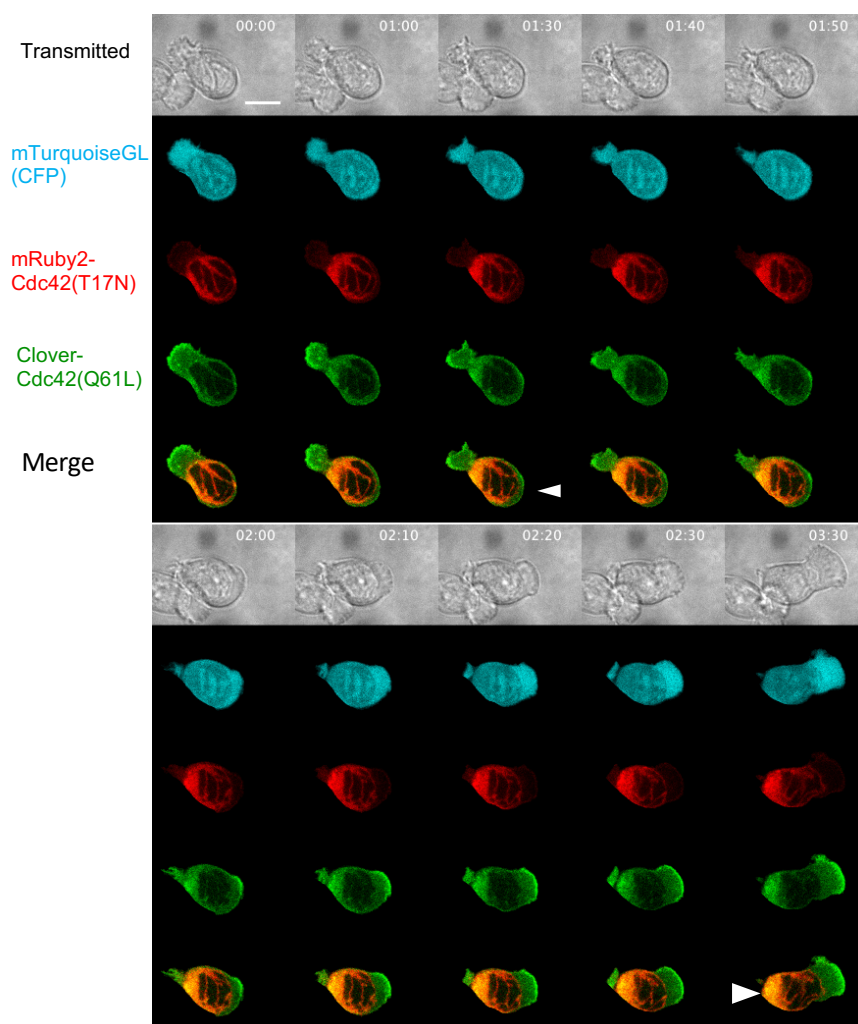 00:00 01:00 01:30 01:40 01:50
Transmitted
mTurquoiseGL
(CFP)
mRuby2-
Cdc42(T17N)
Clover-
Cdc42(Q61L)
Merge
02:00 02:10 02:20 02:30 03:30